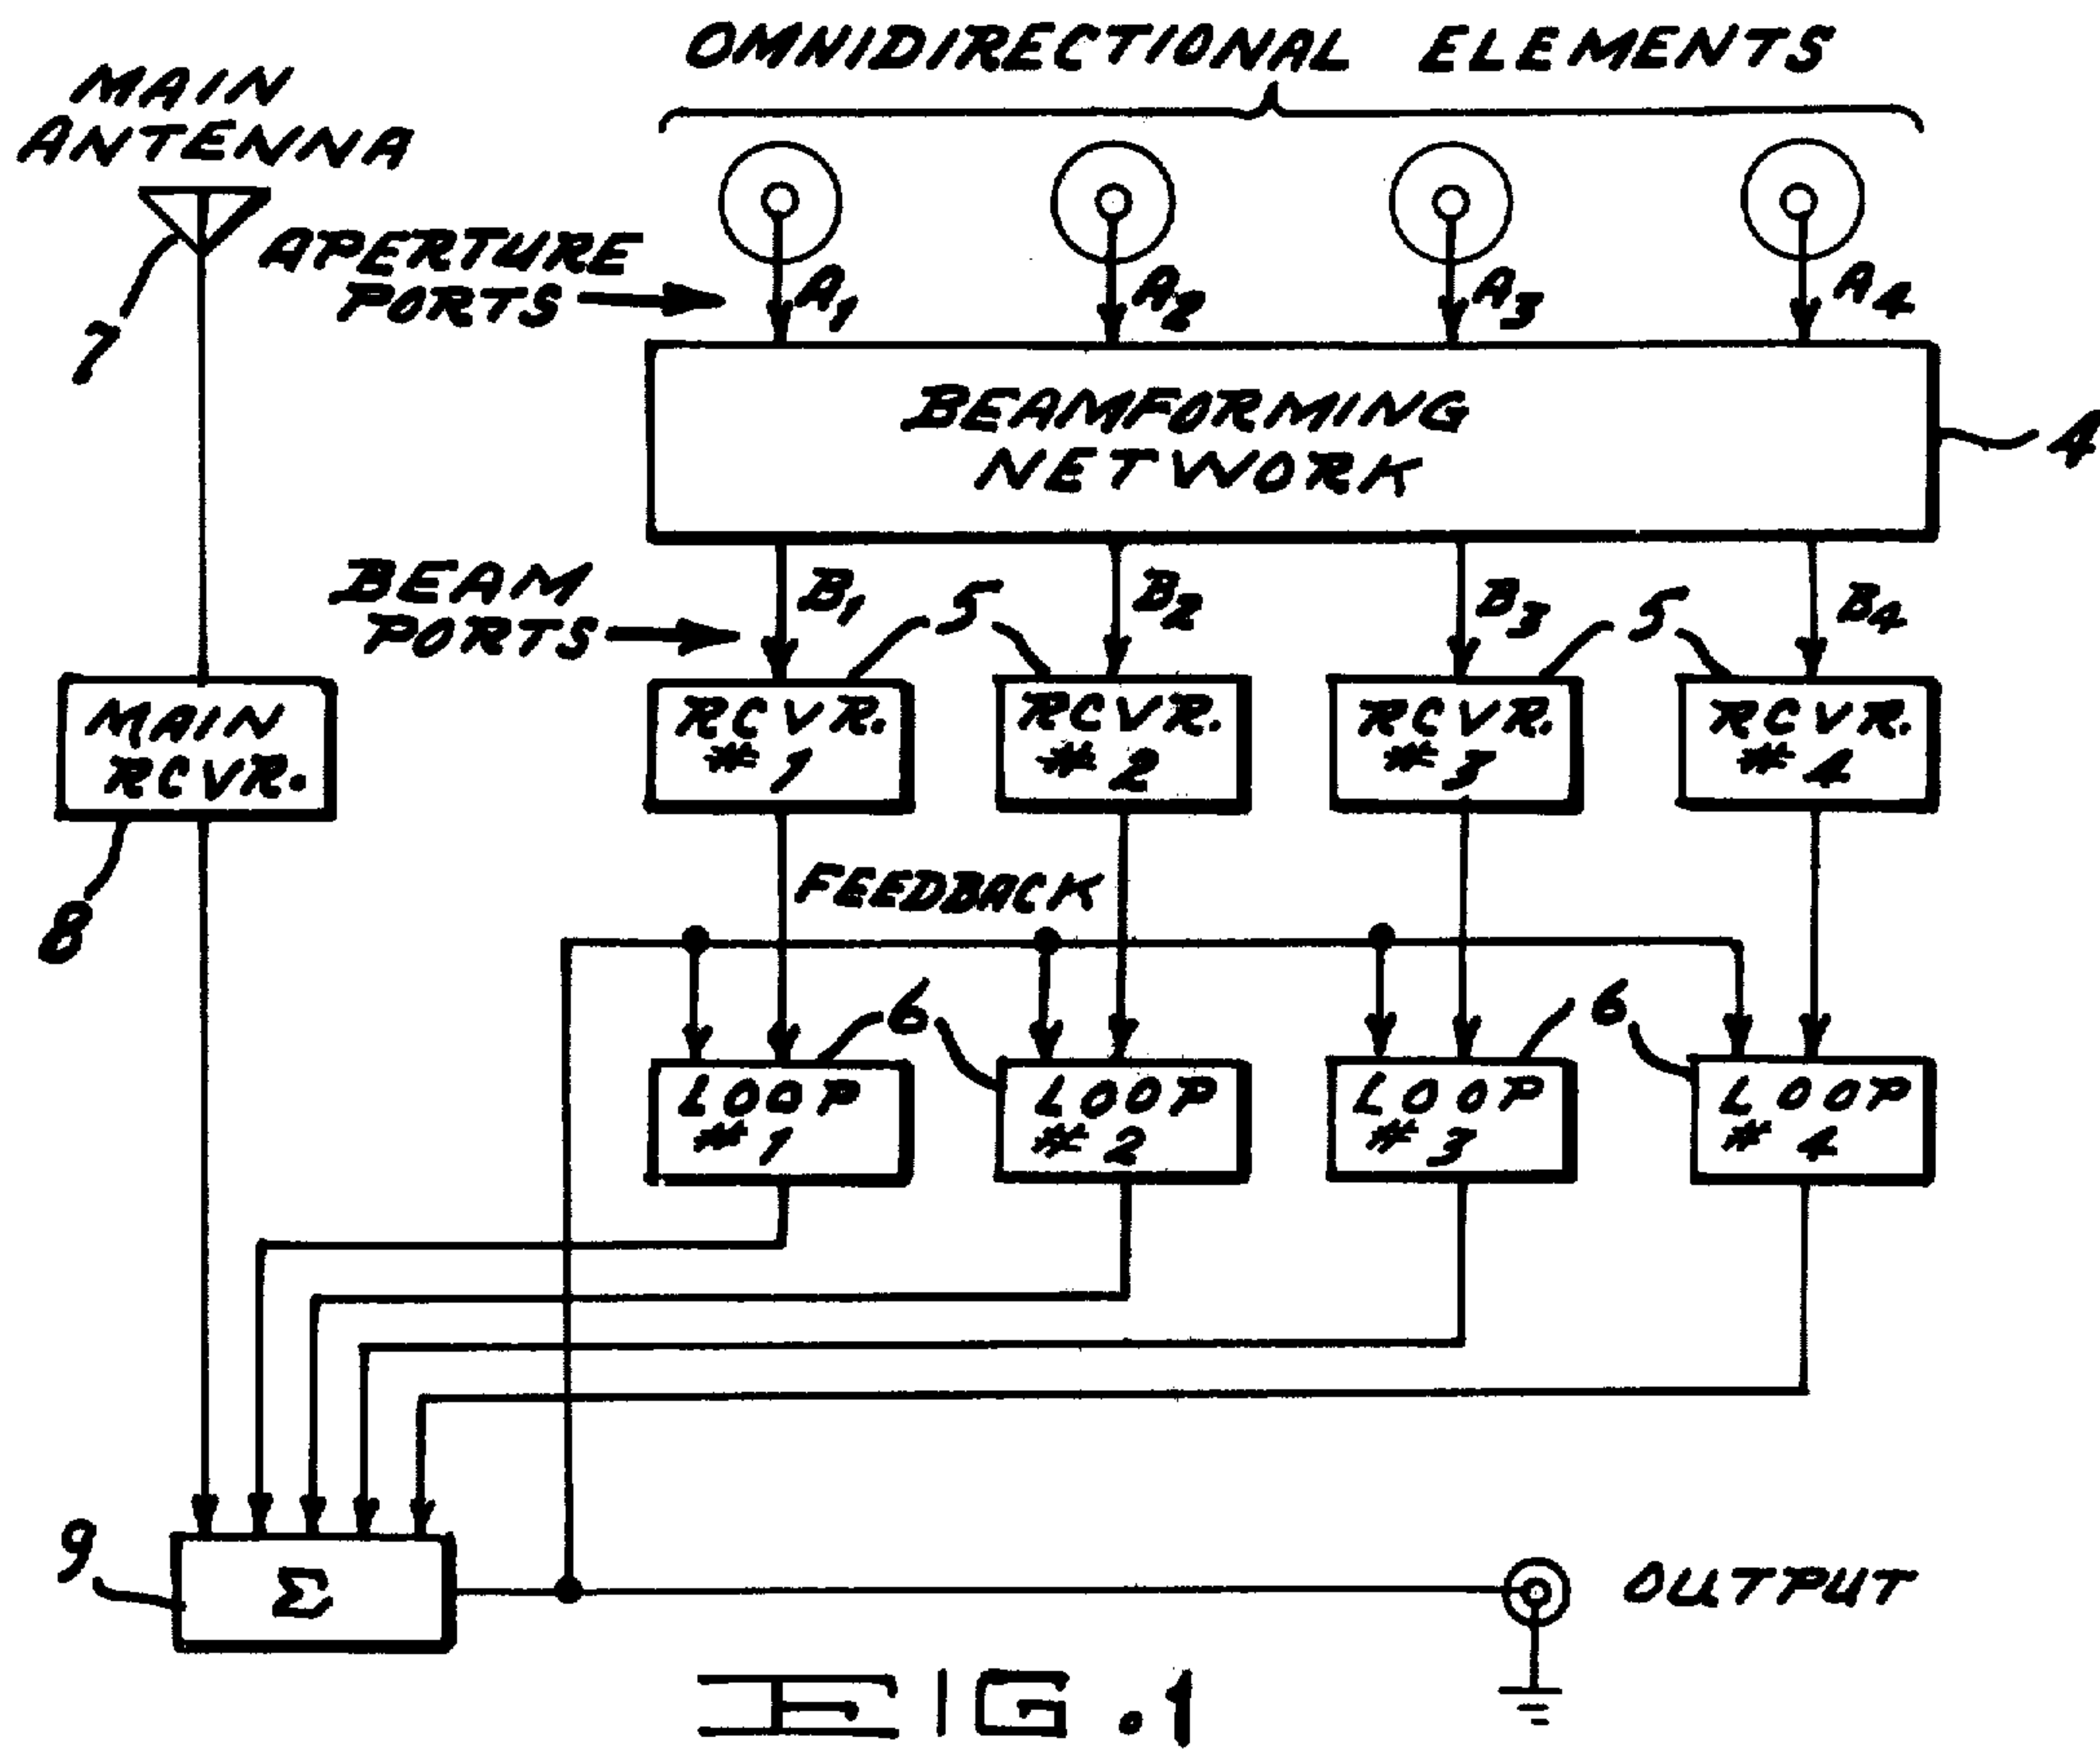 OMNIDIRECTIONAL ELEMENTS
MAIN
ANTENNA
APERTURE
PORTS
A1 A2 A3 A4
7
BEAMFORMING
NETWORK
4
BEAM
PORTS
B1 5 B2 B3 5 B4
MAIN
RCVR.
RCVR.
#1
RCVR.
#2
RCVR.
#3
RCVR.
#4
8
FEEDBACK
6 6
LOOP
#1
LOOP
#2
LOOP
#3
LOOP
#4
9
Σ
OUTPUT
FIG.1